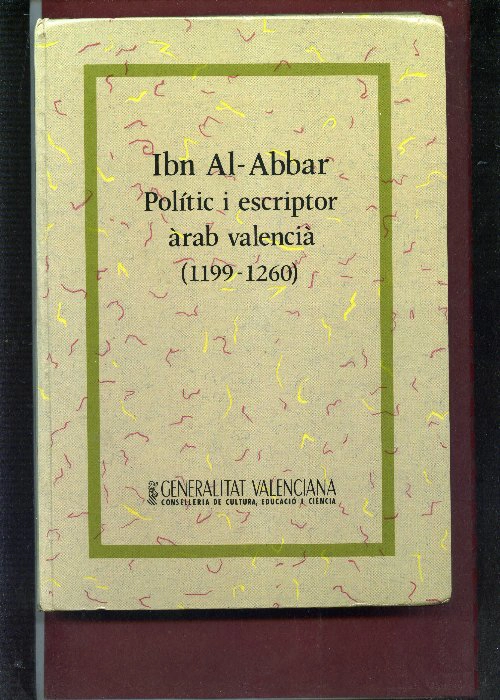 Ibn Al-Abbar
Polític i escriptor
àrab valencià
(1199-1260)
GENERALITAT VALENCIANA
CONSELLERIA DE CULTURA, EDUCACIÓ I CIÈNCIA